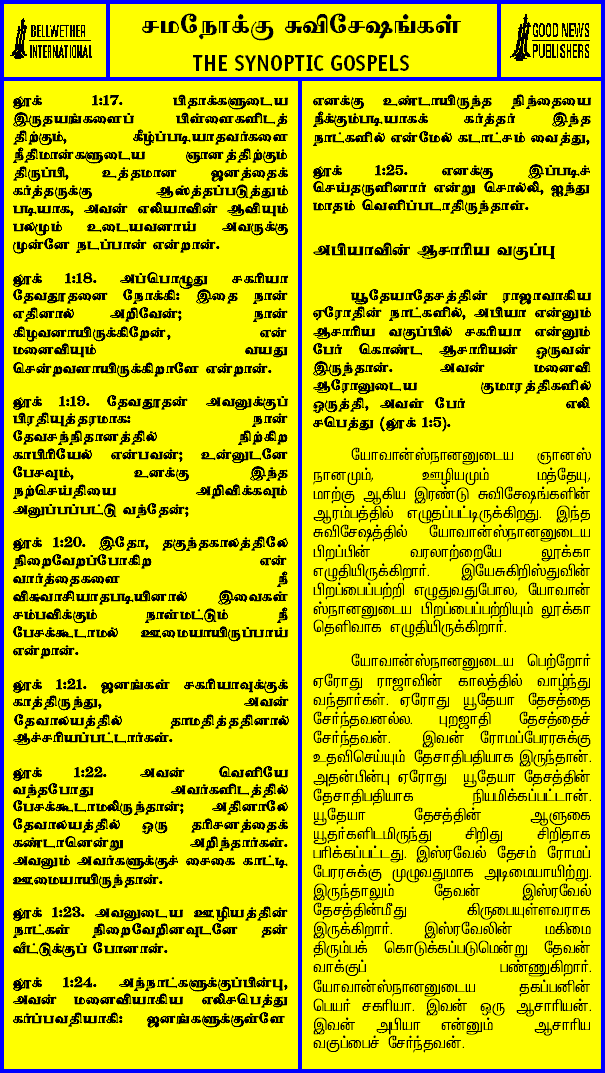 BELLWETHER
INTERNATIONAL
சமநோக்கு சுவிசேஷங்கள்
THE SYNOPTIC GOSPELS
GOOD NEWS
PUBLISHERS
லூக் 1:17. பிதாக்களுடைய
இருதயங்களைப் பிள்ளைகளிடத்
திற்கும், கீழ்ப்படியாதவர்களை
நீதிமான்களுடைய ஞானத்திற்கும்
திருப்பி, உத்தமான ஜனத்தைக்
கர்த்தருக்கு ஆஸ்த்தப்படுத்தும்
படியாக, அவன் எலியாவின் ஆவியும்
பலமும் உடையவனாய் அவருக்கு
முன்னே நடப்பான் என்றான்.
லூக் 1:18. அப்பொழுது சகரியா
தேவதூதனை நோக்கி: இதை நான்
எதினால் அறிவேன்; நான்
கிழவனாயிருக்கிறேன், என்
மனைவியும் வயது
சென்றவளாயிருக்கிறாளே என்றான்.
லூக் 1:19. தேவதூதன் அவனுக்குப்
பிரதியுத்தரமாக: நான்
தேவசந்நிதானத்தில் நிற்கிற
காபிரியேல் என்பவன்; உன்னுடனே
பேசவும், உனக்கு இந்த
நற்செய்தியை அறிவிக்கவும்
அனுப்பப்பட்டு வந்தேன்;
லூக் 1:20. இதோ, தகுந்தகாலத்திலே
நிறைவேறப்போகிற என்
வார்த்தைகளை நீ
விசுவாசியாதபடியினால் இவைகள்
சம்பவிக்கும் நாள்மட்டும் நீ
பேசக்கூடாமல் ஊமையாயிருப்பாய்
என்றான்.
லூக் 1:21. ஜனங்கள் சகரியாவுக்குக்
காத்திருந்து, அவன்
தேவாலயத்தில் தாமதித்ததினால்
ஆச்சரியப்பட்டார்கள்.
லூக் 1:22. அவன் வெளியே
வந்தபோது அவர்களிடத்தில்
பேசக்கூடாமலிருந்தான்; அதினாலே
தேவாலயத்தில் ஒரு தரிசனத்தைக்
கண்டானென்று அறிந்தார்கள்.
அவனும் அவர்களுக்குச் சைகை காட்டி
ஊமையாயிருந்தான்.
லூக் 1:23. அவனுடைய ஊழியத்தின்
நாட்கள் நிறைவேறினவுடனே தன்
வீட்டுக்குப் போனான்.
லூக் 1:24. அந்நாட்களுக்குப்பின்பு,
அவன் மனைவியாகிய எலிசபெத்து
கர்ப்பவதியாகி: ஜனங்களுக்குள்ளே
எனக்கு உண்டாயிருந்த நிந்தையை
நீக்கும்படியாகக் கர்த்தர் இந்த
நாட்களில் என்மேல் கடாட்சம் வைத்து,
லூக் 1:25. எனக்கு இப்படிச்
செய்தருளினார் என்று சொல்லி, ஐந்து
மாதம் வெளிப்படாதிருந்தாள்.
அபியாவின் ஆசாரிய வகுப்பு
யூதேயாதேசத்தின் ராஜாவாகிய
ஏரோதின் நாட்களில், அபியா என்னும்
ஆசாரிய வகுப்பில் சகரியா என்னும்
பேர் கொண்ட ஆசாரியன் ஒருவன்
இருந்தான். அவன் மனைவி
ஆரோனுடைய குமாரத்திகளில்
ஒருத்தி, அவள் பேர் எலி
சபெத்து (லூக் 1:5).
யோவான்ஸ்நானனுடைய ஞானஸ்
நானமும், ஊழியமும் மத்தேயு,
மாற்கு ஆகிய இரண்டு சுவிசேஷங்களின்
ஆரம்பத்தில் எழுதப்பட்டிருக்கிறது. இந்த
சுவிசேஷத்தில் யோவான்ஸ்நானனுடைய
பிறப்பின் வரலாற்றையே லூக்கா
எழுதியிருக்கிறார். இயேசுகிறிஸ்துவின்
பிறப்பைப்பற்றி எழுதுவதுபோல, யோவான்
ஸ்நானனுடைய பிறப்பைப்பற்றியும் லூக்கா
தெளிவாக எழுதியிருக்கிறார்.
யோவான்ஸ்நானனுடைய பெற்றோர்
ஏரோது ராஜாவின் காலத்தில் வாழ்ந்து
வந்தார்கள். ஏரோது யூதேயா தேசத்தை
சேர்ந்தவனல்ல. புறஜாதி தேசத்தைச்
சேர்ந்தவன். இவன் ரோமப்பேரரசுக்கு
உதவிசெய்யும் தேசாதிபதியாக இருந்தான்.
அதன்பின்பு ஏரோது யூதேயா தேசத்தின்
தேசாதிபதியாக நியமிக்கப்பட்டான்.
யூதேயா தேசத்தின் ஆளுகை
யூதர்களிடமிருந்து சிறிது சிறிதாக
பரிக்கப்பட்டது. இஸ்ரவேல் தேசம் ரோமப்
பேரரசுக்கு முழுவதுமாக அடிமையாயிற்று.
இருந்தாலும் தேவன் இஸ்ரவேல்
தேசத்தின்மீது கிருபையுள்ளவராக
இருக்கிறார். இஸ்ரவேலின் மகிமை
திரும்பக் கொடுக்கப்படுமென்று தேவன்
வாக்குப் பண்ணுகிறார்.
யோவான்ஸ்நானனுடைய தகப்பனின்
பெயர் சகரியா. இவன் ஒரு ஆசாரியன்.
இவன் அபியா என்னும் ஆசாரிய
வகுப்பைச் சேர்ந்தவன்.